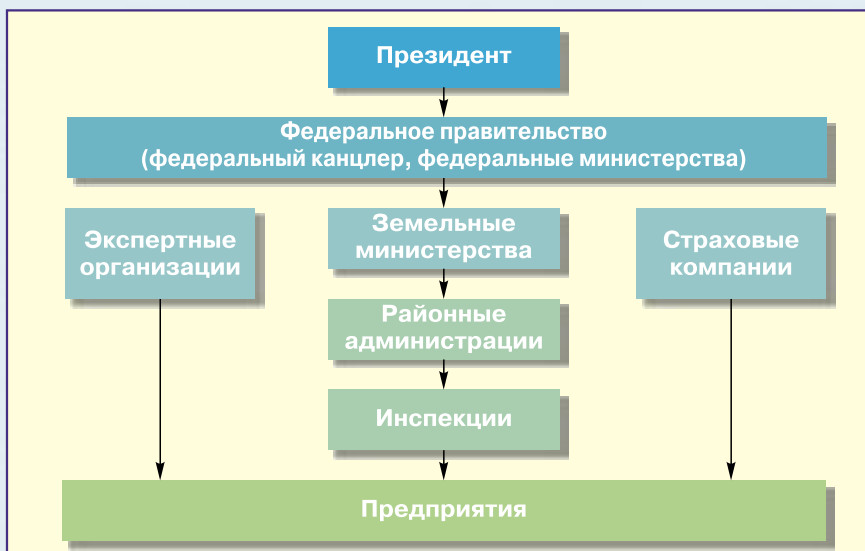 Президент
Федеральное правительство
(федеральный канцлер, федеральные министерства)
Экспертные
организации
Земельные
министерства
Страховые
компании
Районные
администрации
Инспекции
Предприятия